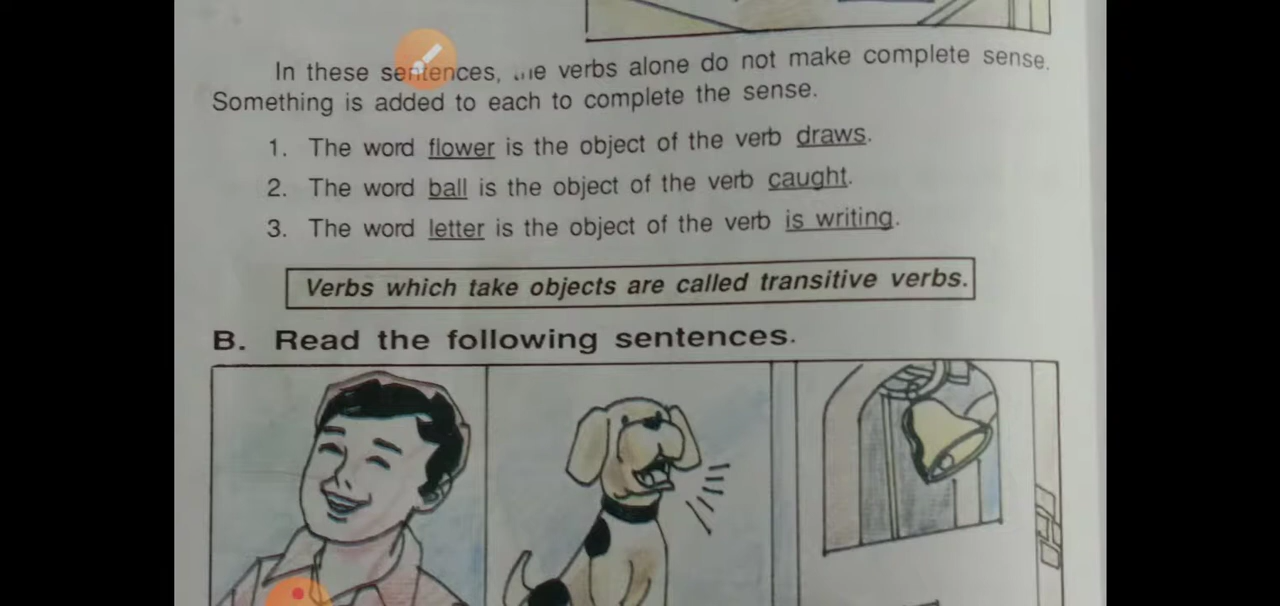 In these sentences, the verbs alone do not make complete sense.
Something is added to each to complete the sense.
1. The word flower is the object of the verb draws.
2. The word ball is the object of the verb caught.
3. The word letter is the object of the verb is writing.
Verbs which take objects are called transitive verbs.
B. Read the following sentences.